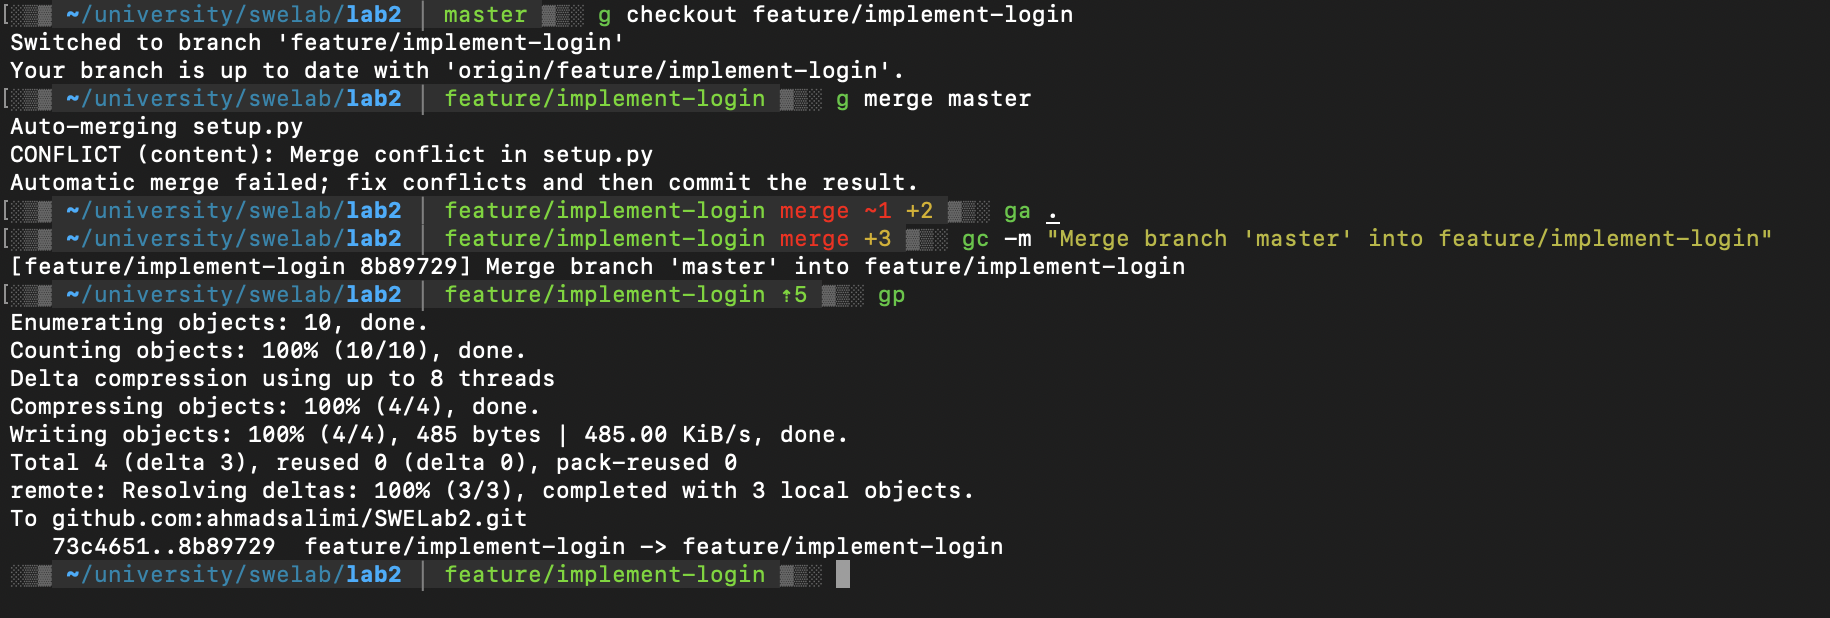 [░▒▓ ~/university/swelab/lab2 | master ▓▒░ g checkout feature/implement-login
Switched to branch 'feature/implement-login'
Your branch is up to date with 'origin/feature/implement-login'.
[░▒▓ ~/university/swelab/lab2 | feature/implement-login ▓▒░ g merge master
Auto-merging setup.py
CONFLICT (content): Merge conflict in setup.py
Automatic merge failed; fix conflicts and then commit the result.
[░▒▓ ~/university/swelab/lab2 | feature/implement-login merge ~1 +2 ▓▒░ ga .
[░▒▓ ~/university/swelab/lab2 | feature/implement-login merge +3 ▓▒░ gc -m "Merge branch 'master' into feature/implement-login"
[feature/implement-login 8b89729] Merge branch 'master' into feature/implement-login
[░▒▓ ~/university/swelab/lab2 | feature/implement-login ⇡5 ▓▒░ gp
Enumerating objects: 10, done.
Counting objects: 100% (10/10), done.
Delta compression using up to 8 threads
Compressing objects: 100% (4/4), done.
Writing objects: 100% (4/4), 485 bytes | 485.00 KiB/s, done.
Total 4 (delta 3), reused 0 (delta 0), pack-reused 0
remote: Resolving deltas: 100% (3/3), completed with 3 local objects.
To github.com:ahmadsalimi/SWELab2.git
   73c4651..8b89729  feature/implement-login -> feature/implement-login
░▒▓ ~/university/swelab/lab2 | feature/implement-login ▓▒░